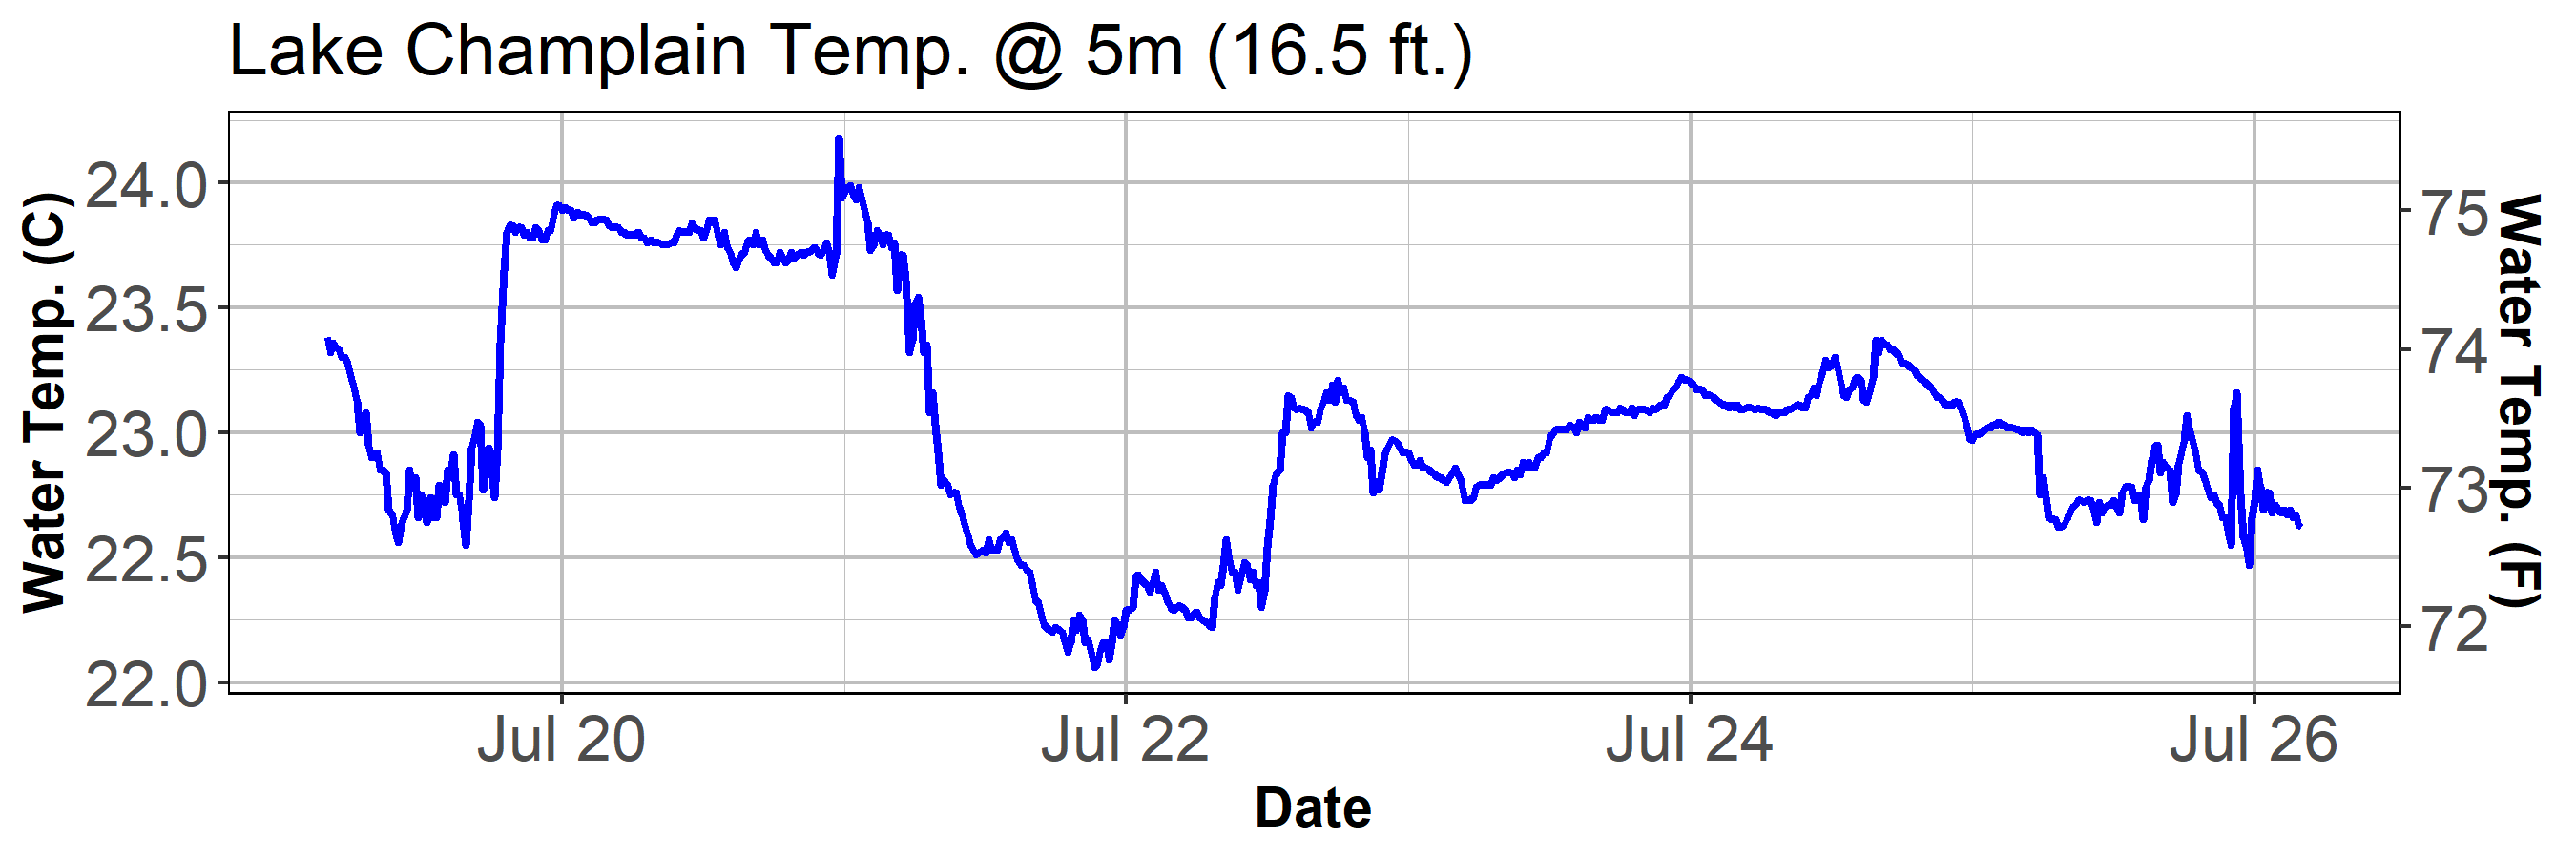 Lake Champlain Temp. @ 5m (16.5 ft.)
Water Temp. (C)
24.0
23.5
23.0
22.5
22.0
75
74
73
72
Water Temp. (F)
Jul 20
Jul 22
Jul 24
Jul 26
Date